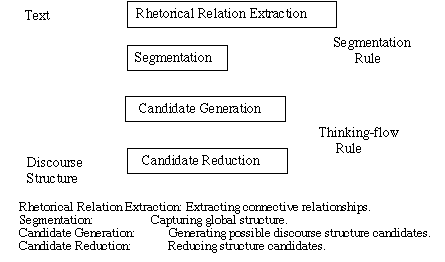 Text
Rhetorical Relation Extraction
Segmentation
Rule
Segmentation
Candidate Generation
Thinking-flow
Rule
Candidate Reduction
Discourse
Structure
Rhetorical Relation Extraction: Extracting connective relationships.
Segmentation: Capturing global structure.
Candidate Generation: Generating possible discourse structure candidates.
Candidate Reduction: Reducing structure candidates.